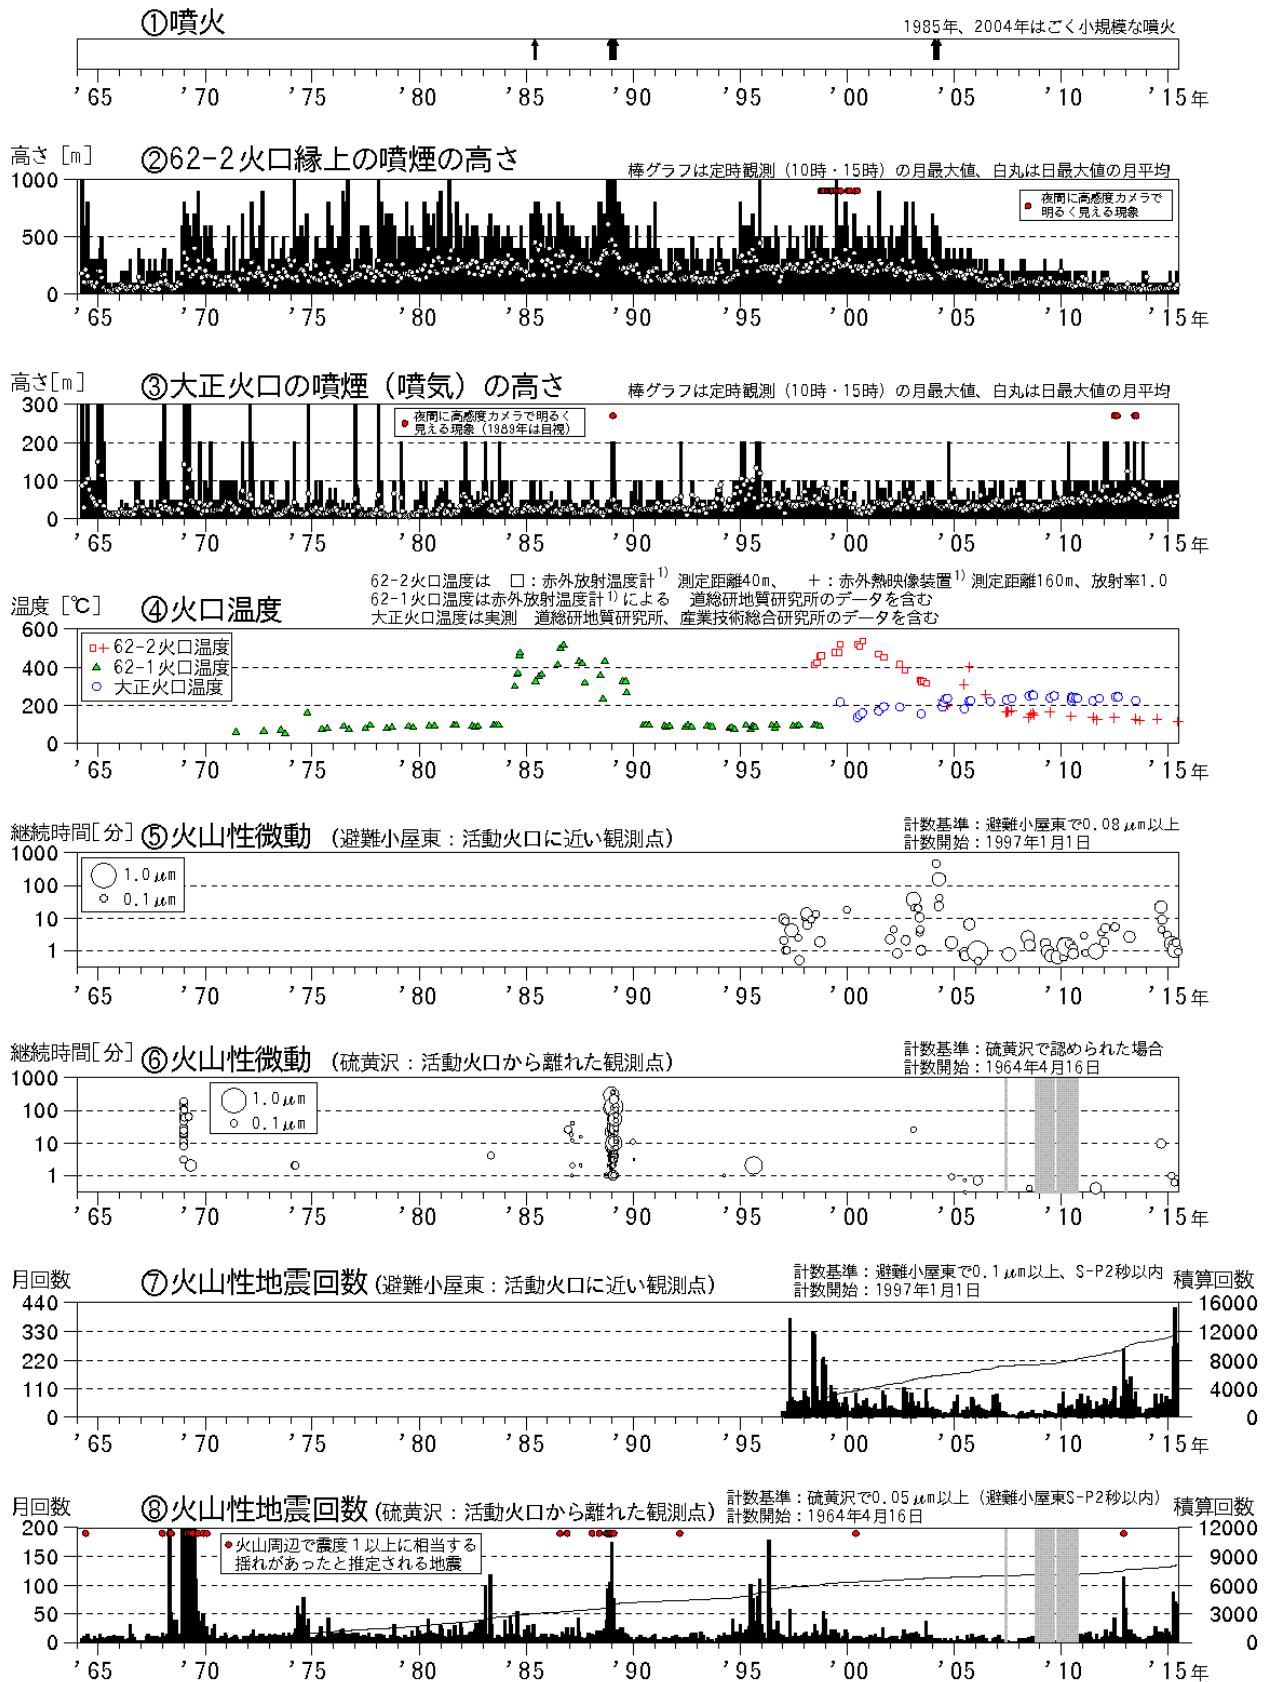 ①噴火
1985年、2004年はごく小規模な噴火
'65 '70 '75 '80 '85 '90 '95 '00 '05 '10 '15年
高さ [m] ②62-2火口縁上の噴煙の高さ
棒グラフは定時観測 (10時・15時) の月最大値、白丸は日最大値の月平均
1000
夜間に高感度カメラで
明るく見える現象
500
0
'65 '70 '75 '80 '85 '90 '95 '00 '05 '10 '15年
高さ[m] ③大正火口の噴煙（噴気）の高さ
棒グラフは定時観測 (10時・15時) の月最大値、白丸は日最大値の月平均
300
夜間に高感度カメラで明るく
見える現象 (1989年は目視)
200
100
0
'65 '70 '75 '80 '85 '90 '95 '00 '05 '10 '15年
62-2火口温度は □：赤外放射温度計1) 測定距離40m、 ＋：赤外熱映像装置1) 測定距離160m、放射率1.0
62-1火口温度は赤外放射温度計1)による 道総研地質研究所のデータを含む
大正火口温度は実測 道総研地質研究所、産業技術総合研究所のデータを含む
温度 [℃] ④火口温度
600
□+ 62-2火口温度
62-1火口温度
大正火口温度
400
200
0
'65 '70 '75 '80 '85 '90 '95 '00 '05 '10 '15年
継続時間[分] ⑤火山性微動 (避難小屋東：活動火口に近い観測点)
計数基準：避難小屋東で0.08μm以上
計数開始：1997年1月1日
1000
1.0μm
0.1μm
100
10
1
'65 '70 '75 '80 '85 '90 '95 '00 '05 '10 '15年
継続時間[分] ⑥火山性微動 (硫黄沢：活動火口から離れた観測点)
計数基準：硫黄沢で認められた場合
計数開始：1964年4月16日
1000
1.0μm
0.1μm
100
10
1
'65 '70 '75 '80 '85 '90 '95 '00 '05 '10 '15年
月回数 ⑦火山性地震回数 (避難小屋東：活動火口に近い観測点)
計数基準：避難小屋東で0.1μm以上、S-P2秒以内
計数開始：1997年1月1日
積算回数
440 16000
330 12000
220 8000
110 4000
0 0
'65 '70 '75 '80 '85 '90 '95 '00 '05 '10 '15年
月回数 ⑧火山性地震回数 (硫黄沢：活動火口から離れた観測点)
計数基準：硫黄沢で0.05μm以上 (避難小屋東S-P2秒以内)
計数開始：1964年4月16日
積算回数
200 12000
火山周辺で震度１以上に相当する
揺れがあったと推定される地震
150 9000
100 6000
50 3000
0 0
'65 '70 '75 '80 '85 '90 '95 '00 '05 '10 '15年